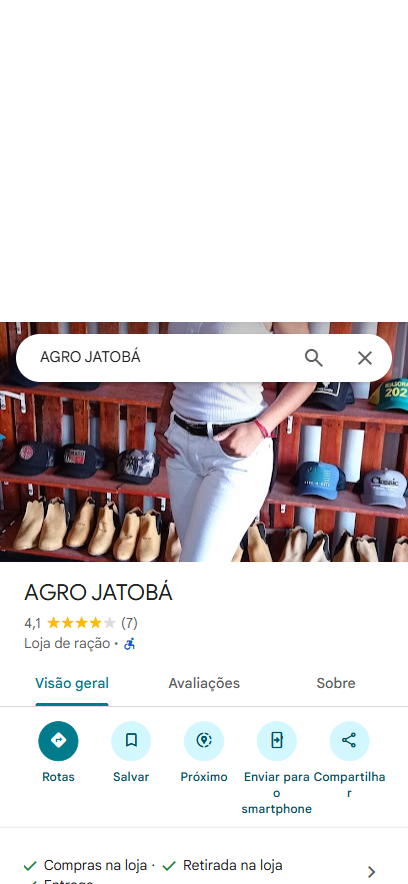 AGRO JATOBÁ
202
Classic
AGRO JATOBÁ
4,1 (7)
Loja de ração ·
Visão geral Avaliações Sobre
Rotas Salvar Próximo Enviar para o smartphone Compartilhar
Compras na loja · Retirada na loja
Entrega